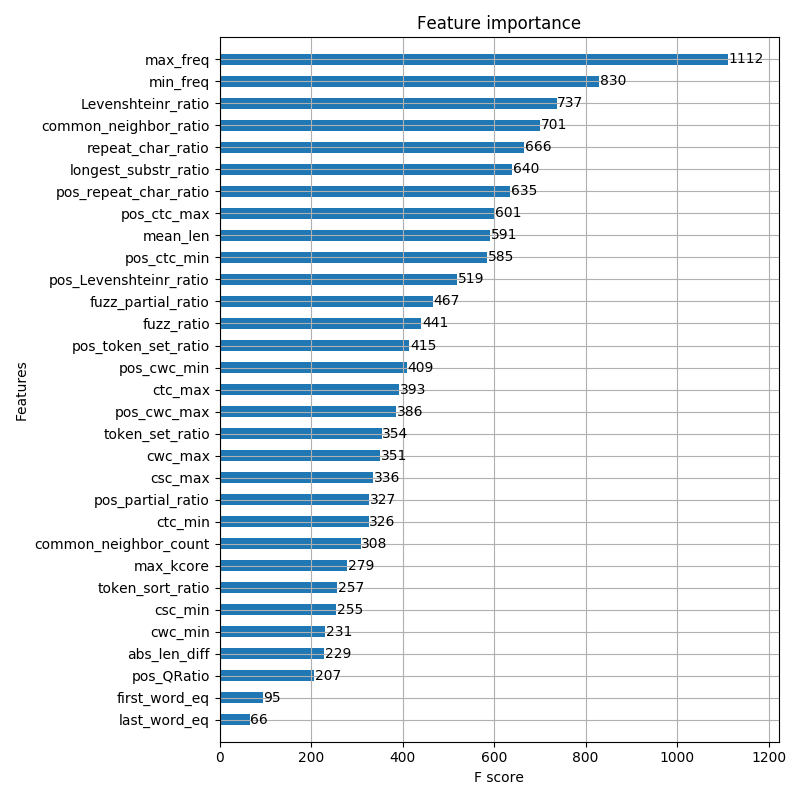 Feature importance
max_freq 1112
min_freq 830
Levenshteinr_ratio 737
common_neighbor_ratio 701
repeat_char_ratio 666
longest_substr_ratio 640
pos_repeat_char_ratio 635
pos_ctc_max 601
mean_len 591
pos_ctc_min 585
pos_Levenshteinr_ratio 519
fuzz_partial_ratio 467
fuzz_ratio 441
pos_token_set_ratio 415
pos_cwc_min 409
ctc_max 393
pos_cwc_max 386
token_set_ratio 354
cwc_max 351
csc_max 336
pos_partial_ratio 327
ctc_min 326
common_neighbor_count 308
max_kcore 279
token_sort_ratio 257
csc_min 255
cwc_min 231
abs_len_diff 229
pos_QRatio 207
first_word_eq 95
last_word_eq 66
0 200 400 600 800 1000 1200
F score
Features